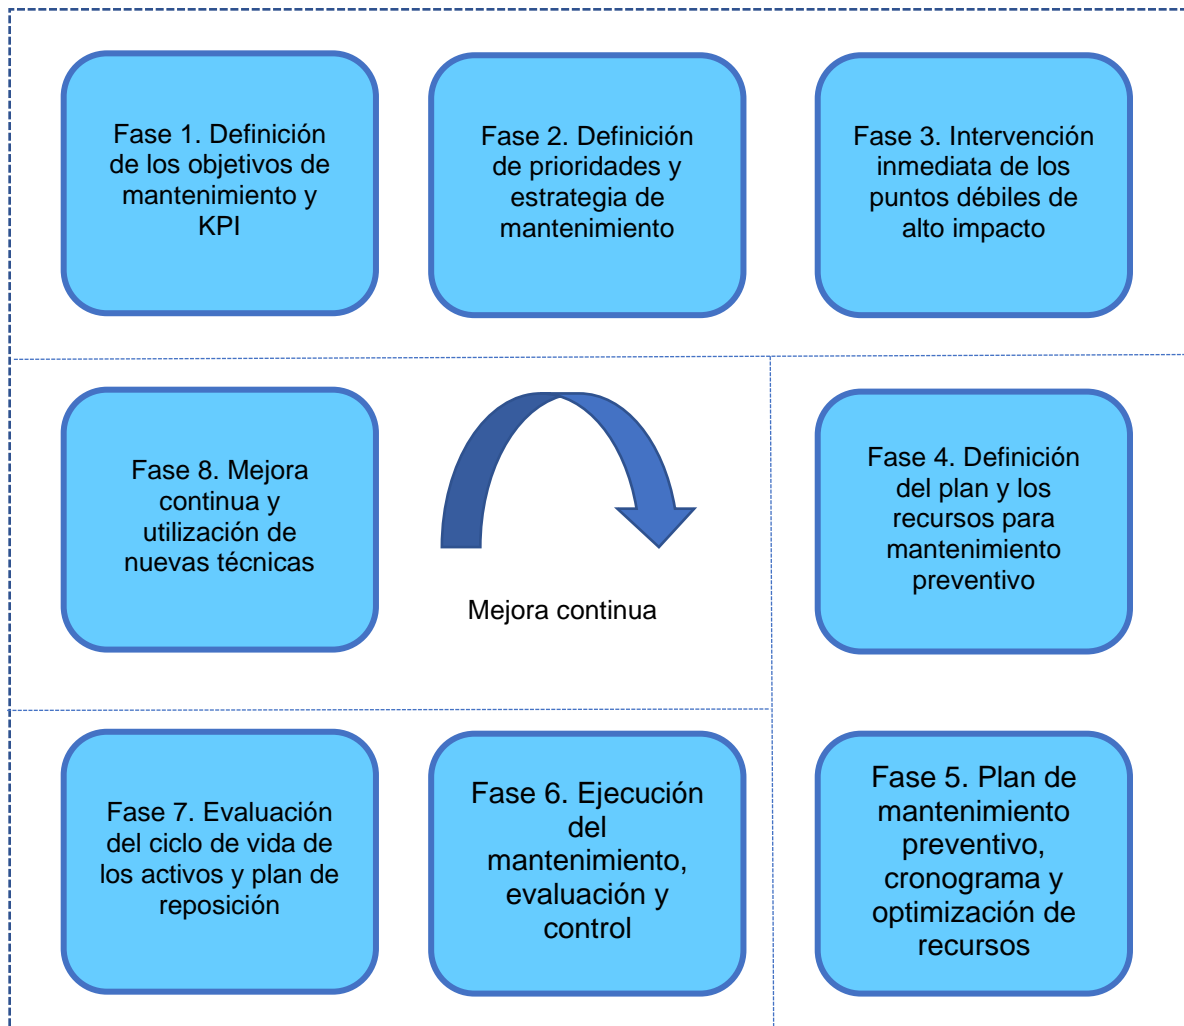 Fase 1. Definición
de los objetivos de
mantenimiento y
KPI
Fase 2. Definición
de prioridades y
estrategia de
mantenimiento
Fase 3. Intervención
inmediata de los
puntos débiles de
alto impacto
Fase 8. Mejora
continua y
utilización de
nuevas técnicas
Mejora continua
Fase 4. Definición
del plan y los
recursos para
mantenimiento
preventivo
Fase 7. Evaluación
del ciclo de vida de
los activos y plan de
reposición
Fase 6. Ejecución
del
mantenimiento,
evaluación y
control
Fase 5. Plan de
mantenimiento
preventivo,
cronograma y
optimización de
recursos